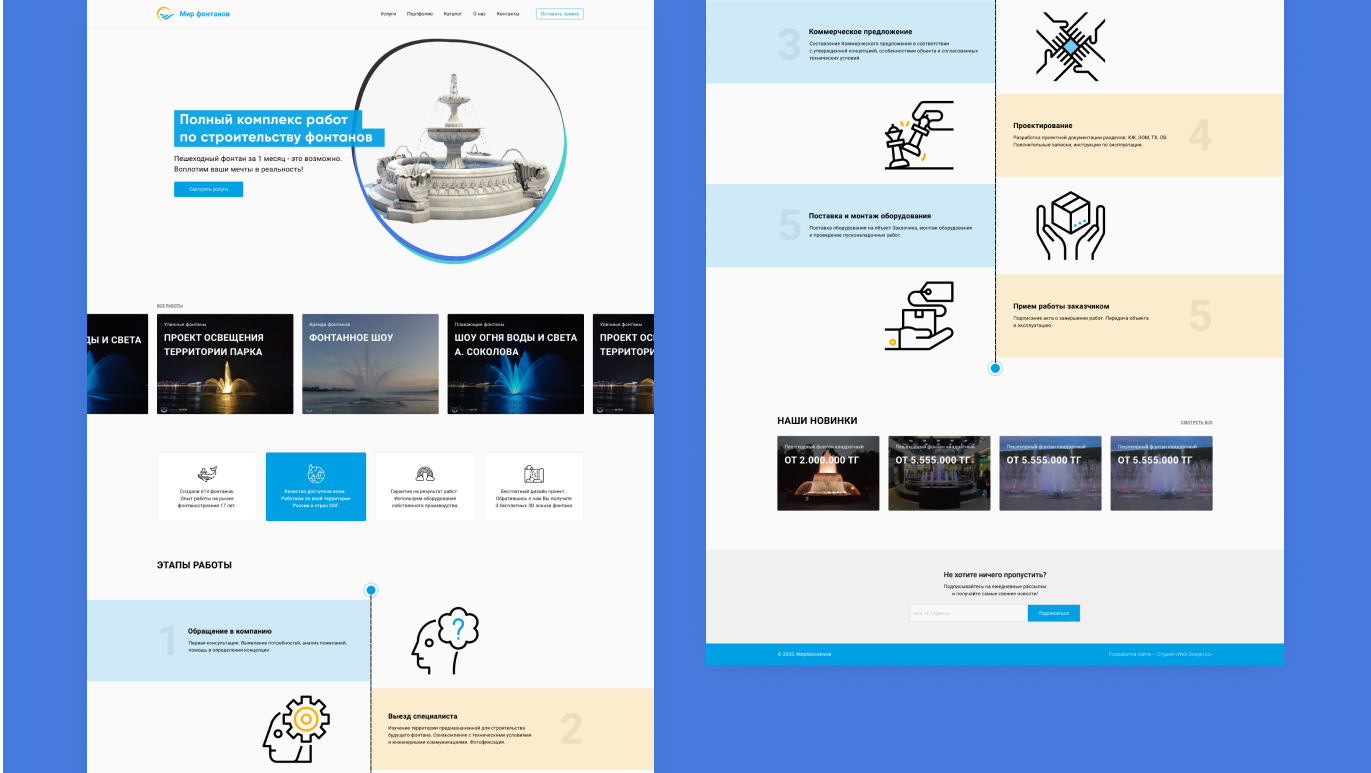 Мир фонтанов
Услуги
Портфолио
Каталог
О нас
Контакты
Оставить заявку
Полный комплекс работ
по строительству фонтанов
Пешеходный фонтан за 1 месяц - это возможно.
Воплотим ваши мечты в реальность!
Смотреть услуги
ВСЕ РАБОТЫ
ДЫ И СВЕТА
Уличные фонтаны
ПРОЕКТ ОСВЕЩЕНИЯ
ТЕРРИТОРИИ ПАРКА
Аренда фонтанов
ФОНТАННОЕ ШОУ
Плавающие фонтаны
ШОУ ОГНЯ ВОДЫ И СВЕТА
А. СОКОЛОВА
Уличные фонтаны
ПРОЕКТ ОС
ТЕРРИТОРИ
Создали 614 фонтанов.
Опыт работы на рынке
фонтаностроения 17 лет.
Качество доступное всем.
Работаем по всей территории
России и стран СНГ.
Гарантия на результат работ.
Используем оборудование
собственного производства.
Бесплатный дизайн проект.
Обратившись к нам Вы получите
3 бесплатных 3D эскиза фонтана
ЭТАПЫ РАБОТЫ
1
Обращение в компанию
Первая консультация. Выявление потребностей, анализ пожеланий,
помощь в определении концепции.
Выезд специалиста
Изучение территории предназначенной для строительства
будущего фонтана. Ознакомление с техническими условиями
и инженерными коммуникациями. Фотофиксация.
2
3
Коммерческое предложение
Составление Коммерческого предложения в соответствии
с утвержденной концепцией, особенностями объекта и согласованных
технических условий.
Проектирование
Разработка проектной документации разделов: КЖ, ЭОМ, ТХ, ОВ.
Пояснительные записки, инструкции по эксплуатации.
4
5
Поставка и монтаж оборудования
Поставка оборудования на объект Заказчика, монтаж оборудования
и проведение пусконаладочных работ.
Прием работы заказчиком
Подписание акта о завершении работ. Передача объекта
в эксплуатацию.
5
НАШИ НОВИНКИ
СМОТРЕТЬ ВСЕ
Пешеходный фонтан квадратный
ОТ 2.000.000 ТГ
Пешеходный фонтан квадратный
ОТ 5.555.000 ТГ
Пешеходный фонтан квадратный
ОТ 5.555.000 ТГ
Пешеходный фонтан квадратный
ОТ 5.555.000 ТГ
Не хотите ничего пропустить?
Подписывайтесь на ежедневные рассылки
и получайте самые свежие новости!
Подписаться
© 2020, Мирбассейнов
Разработка сайта — Студия «Web-Design.kz»